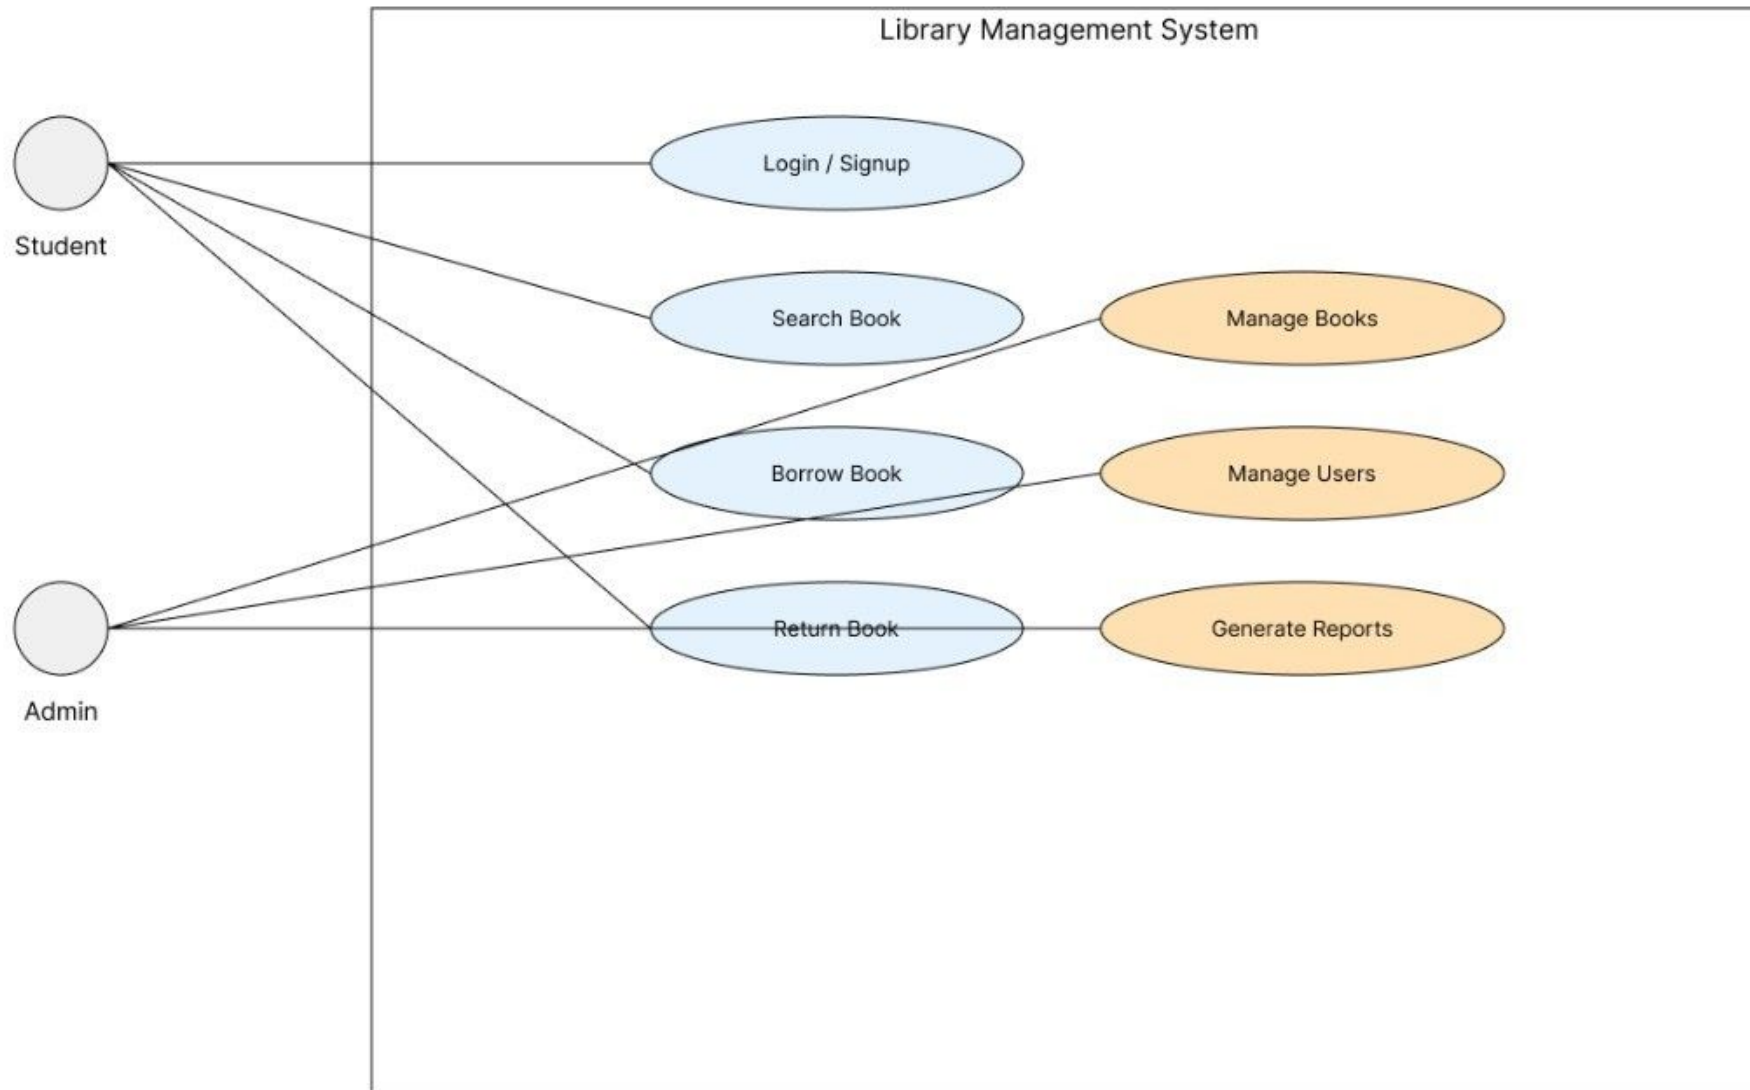 Library Management System
Login / Signup
Student
Search Book
Manage Books
Borrow Book
Manage Users
Return Book
Generate Reports
Admin